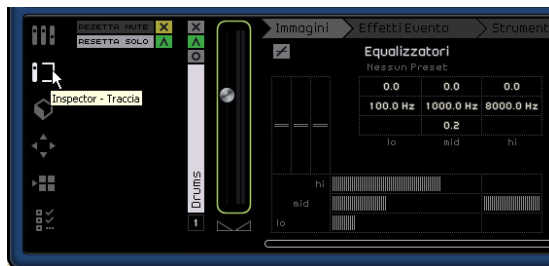 RESETTA MUTE X X
RESETTA SOLO
Immagini Effetti Evento Strument
Equalizzatori
Nessun Preset
0.0 0.0 0.0
100.0 Hz 1000.0 Hz 8000.0 Hz
0.2
lo mid hi
Inspector - Traccia
Drums
1
hi
mid
lo